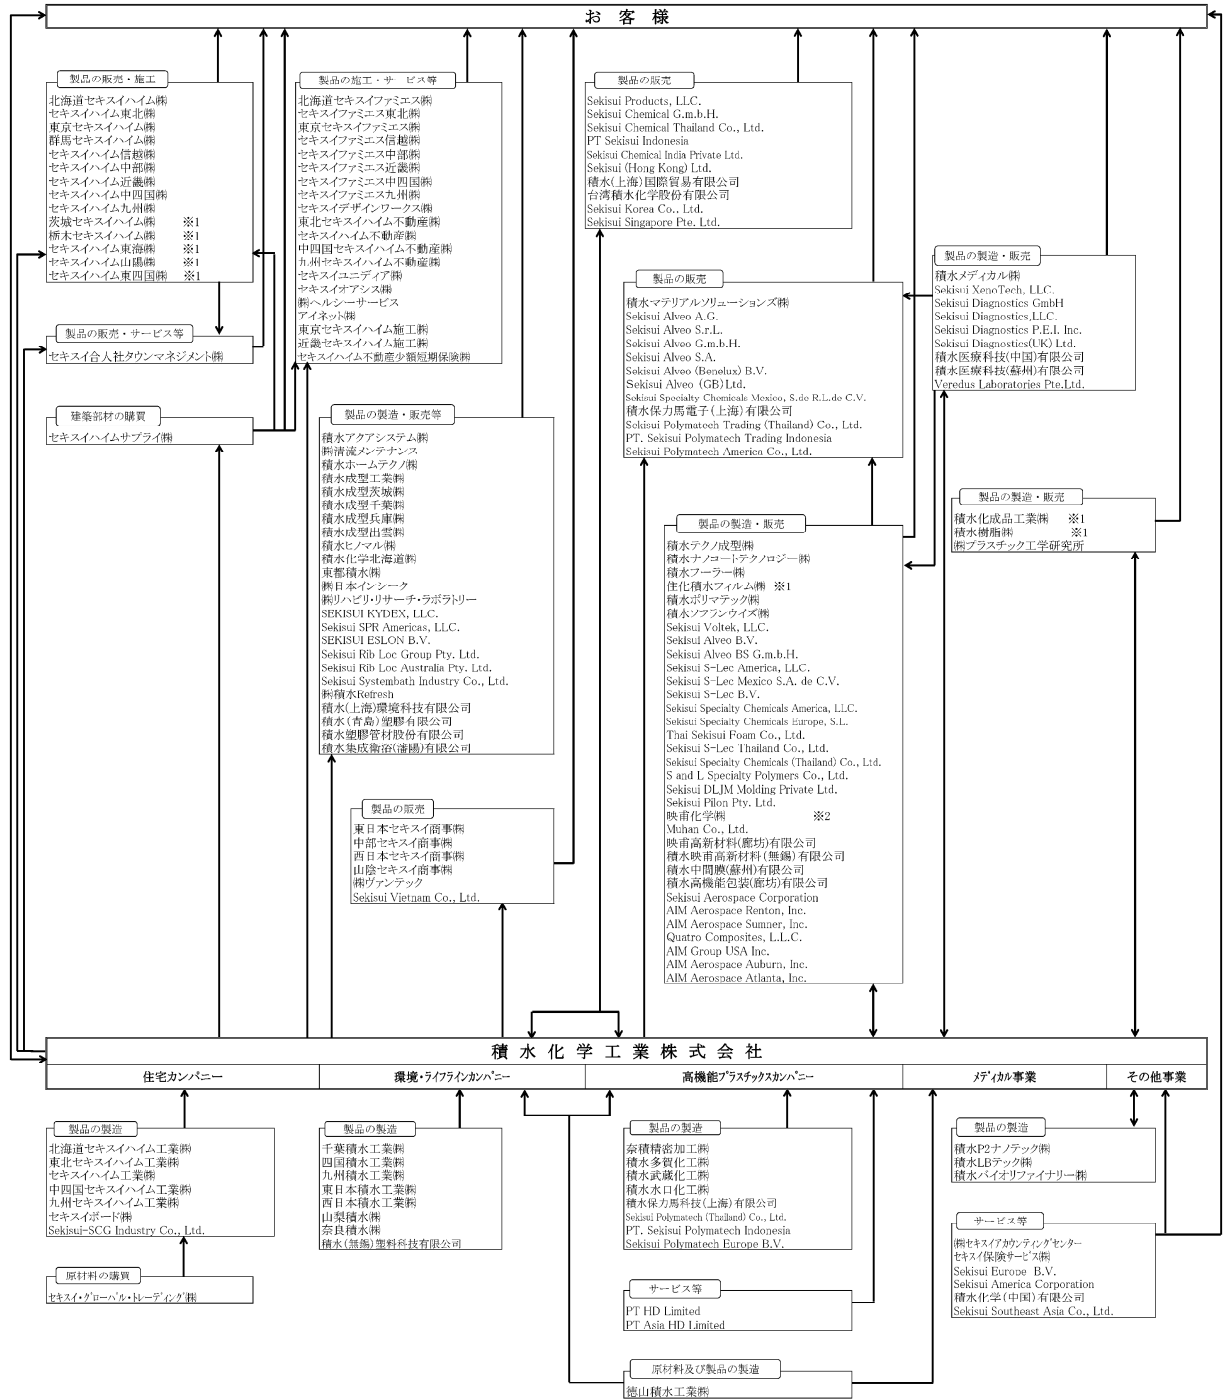 お客様
製品の販売・施工
北海道セキスイハイム㈱
セキスイハイム東北㈱
東京セキスイハイム㈱
群馬セキスイハイム㈱
セキスイハイム信越㈱
セキスイハイム中部㈱
セキスイハイム近畿㈱
セキスイハイム中四国㈱
セキスイハイム九州㈱
茨城セキスイハイム㈱ ※1
栃木セキスイハイム㈱ ※1
セキスイハイム東海㈱ ※1
セキスイハイム山陽㈱ ※1
セキスイハイム東四国㈱ ※1
製品の販売・サービス等
セキスイ合人社タウンマネジメント㈱
建築部材の購買
セキスイハイムサプライ㈱
製品の施工・サービス等
北海道セキスイファミエス㈱
セキスイファミエス東北㈱
東京セキスイファミエス㈱
セキスイファミエス信越㈱
セキスイファミエス中部㈱
セキスイファミエス近畿㈱
セキスイファミエス中四国㈱
セキスイファミエス九州㈱
セキスイデザインワークス㈱
東北セキスイハイム不動産㈱
セキスイハイム不動産㈱
中四国セキスイハイム不動産㈱
九州セキスイハイム不動産㈱
セキスイユニディア㈱
セキスイオアシス㈱
㈱ヘルシーサービス
アイネット㈱
東京セキスイハイム施工㈱
近畿セキスイハイム施工㈱
セキスイハイム不動産少額短期保険㈱
製品の製造・販売等
積水アクアシステム㈱
㈱清流メンテナンス
積水ホームテクノ㈱
積水成型工業㈱
積水成型茨城㈱
積水成型千葉㈱
積水成型兵庫㈱
積水成型出雲㈱
積水ヒノマル㈱
積水化学北海道㈱
東都積水㈱
㈱日本インシーク
㈱リハビリ・リサーチ・ラボラトリー
SEKISUI KYDEX, LLC.
Sekisui SPR Americas, LLC.
SEKISUI ESLON B.V.
Sekisui Rib Loc Group Pty. Ltd.
Sekisui Rib Loc Australia Pty. Ltd.
Sekisui Systembath Industry Co., Ltd.
㈱積水Refresh
積水(上海)環境科技有限公司
積水(青島)塑膠有限公司
積水塑膠管材股份有限公司
積水集成衛浴(瀋陽)有限公司
製品の販売
東日本セキスイ商事㈱
中部セキスイ商事㈱
西日本セキスイ商事㈱
山陰セキスイ商事㈱
㈱ヴァンテック
Sekisui Vietnam Co., Ltd.
製品の販売
Sekisui Products, LLC.
Sekisui Chemical G.m.b.H.
Sekisui Chemical Thailand Co., Ltd.
PT Sekisui Indonesia
Sekisui Chemical India Private Ltd.
Sekisui (Hong Kong) Ltd.
積水(上海)国際貿易有限公司
台湾積水化学股份有限公司
Sekisui Korea Co., Ltd.
Sekisui Singapore Pte. Ltd.
製品の販売
積水マテリアルソリューションズ㈱
Sekisui Alveo A.G.
Sekisui Alveo S.r.L.
Sekisui Alveo G.m.b.H.
Sekisui Alveo S.A.
Sekisui Alveo (Benelux) B.V.
Sekisui Alveo (GB) Ltd.
Sekisui Specialty Chemicals Mexico, S.de R.L.de C.V.
積水保力馬電子(上海)有限公司
Sekisui Polymatech Trading (Thailand) Co., Ltd.
PT. Sekisui Polymatech Trading Indonesia
Sekisui Polymatech America Co., Ltd.
製品の製造・販売
積水テクノ成型㈱
積水ナノコートテクノロジー㈱
積水フーラー㈱
住化積水フィルム㈱ ※1
積水ポリマテック㈱
積水ソフランウイズ㈱
Sekisui Voltek, LLC.
Sekisui Alveo B.V.
Sekisui Alveo BS G.m.b.H.
Sekisui S-Lec America, LLC.
Sekisui S-Lec Mexico S.A. de C.V.
Sekisui S-Lec B.V.
Sekisui Specialty Chemicals America, LLC.
Sekisui Specialty Chemicals Europe, S.L.
Thai Sekisui Foam Co., Ltd.
Sekisui S-Lec Thailand Co., Ltd.
Sekisui Specialty Chemicals (Thailand) Co., Ltd.
S and L Specialty Polymers Co., Ltd.
Sekisui DLJM Molding Private Ltd.
Sekisui Pilon Pty. Ltd.
映甫化学㈱ ※2
Muhan Co., Ltd.
映甫高新材料(廊坊)有限公司
積水映甫高新材料(無錫)有限公司
積水中間膜(蘇州)有限公司
積水高機能包装(廊坊)有限公司
Sekisui Aerospace Corporation
AIM Aerospace Renton, Inc.
AIM Aerospace Sumner, Inc.
Quatro Composites, L.L.C.
AIM Group USA Inc.
AIM Aerospace Auburn, Inc.
AIM Aerospace Atlanta, Inc.
製品の製造・販売
積水メディカル㈱
Sekisui XenoTech, LLC.
Sekisui Diagnostics GmbH
Sekisui Diagnostics,LLC.
Sekisui Diagnostics P.E.I. Inc.
Sekisui Diagnostics(UK) Ltd.
積水医療科技(中国)有限公司
積水医療科技(蘇州)有限公司
Veredus Laboratories Pte.Ltd.
製品の製造・販売
積水化成品工業㈱ ※1
積水樹脂㈱ ※1
㈱プラスチック工学研究所
積水化学工業株式会社
住宅カンパニー
環境・ライフラインカンパニー
高機能プラスチックスカンパニー
メディカル事業
その他事業
製品の製造
北海道セキスイハイム工業㈱
東北セキスイハイム工業㈱
セキスイハイム工業㈱
中四国セキスイハイム工業㈱
九州セキスイハイム工業㈱
セキスイボード㈱
Sekisui-SCG Industry Co., Ltd.
原材料の購買
セキスイ・グローバル・トレーディング㈱
製品の製造
千葉積水工業㈱
四国積水工業㈱
九州積水工業㈱
東日本積水工業㈱
西日本積水工業㈱
山梨積水㈱
奈良積水㈱
積水(無錫)塑料科技有限公司
製品の製造
奈積精密加工㈱
積水多賀化工㈱
積水武蔵化工㈱
積水水口化工㈱
積水保力馬科技(上海)有限公司
Sekisui Polymatech (Thailand) Co., Ltd.
PT. Sekisui Polymatech Indonesia
Sekisui Polymatech Europe B.V.
サービス等
PT HD Limited
PT Asia HD Limited
原材料及び製品の製造
徳山積水工業㈱
製品の製造
積水P2ナノテック㈱
積水LBテック㈱
積水バイオリファイナリー㈱
サービス等
㈱セキスイアカウンティングセンター
セキスイ保険サービス㈱
Sekisui Europe B.V.
Sekisui America Corporation
積水化学(中国)有限公司
Sekisui Southeast Asia Co., Ltd.